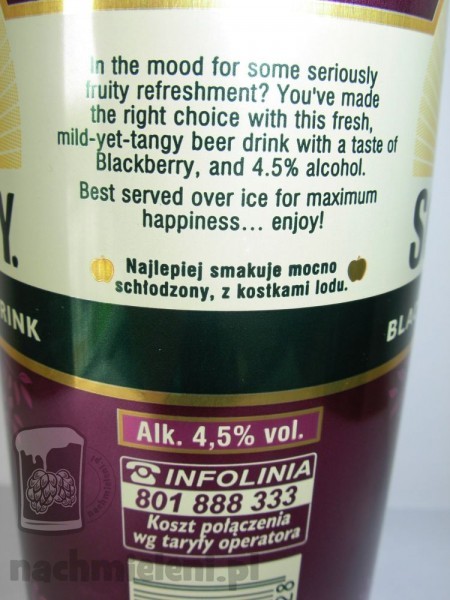 In the mood for some seriously
fruity refreshment? You've made
the right choice with this fresh,
mild-yet-tangy beer drink with a taste of
Blackberry, and 4.5% alcohol.
Best served over ice for maximum
happiness... enjoy!
Najlepiej smakuje mocno
schłodzony, z kostkami lodu.
Y.
S
RINK
BLA
Alk. 4,5% vol.
INFOLINIA
801 888 333
Koszt połączenia
wg taryfy operatora
nachmieleni.pl